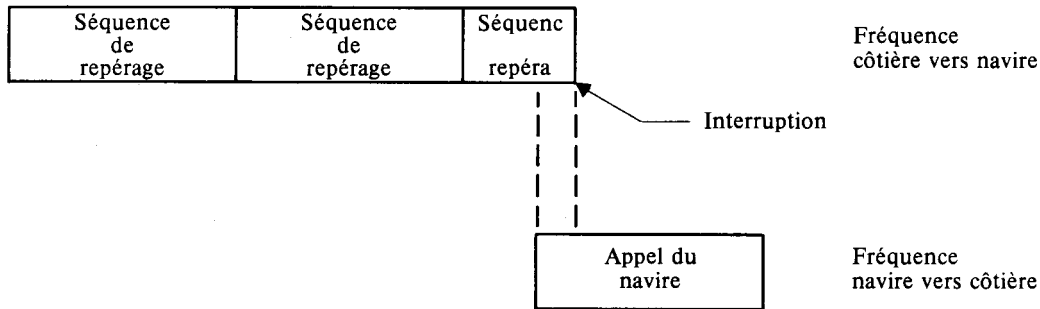 Séquence
de
repérage
Séquence
de
repérage
Séquenc
repéra
Fréquence
côtière vers navire
Interruption
Appel du
navire
Fréquence
navire vers côtière